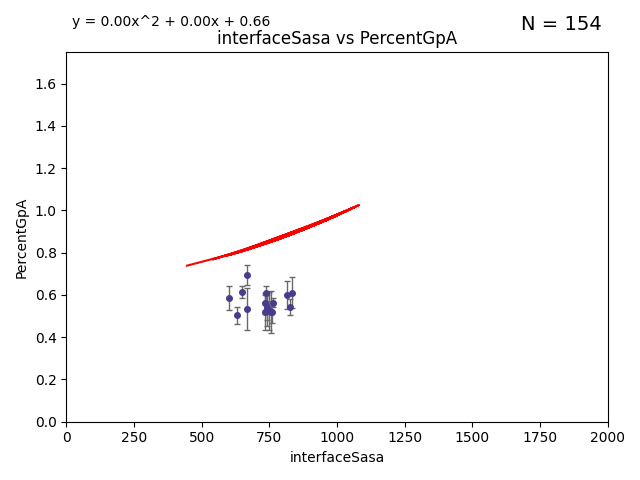 y = 0.00x^2 + 0.00x + 0.66
N = 154
interfaceSasa vs PercentGpA
PercentGpA
1.6
1.4
1.2
1.0
0.8
0.6
0.4
0.2
0.0
0 250 500 750 1000 1250 1500 1750 2000
interfaceSasa